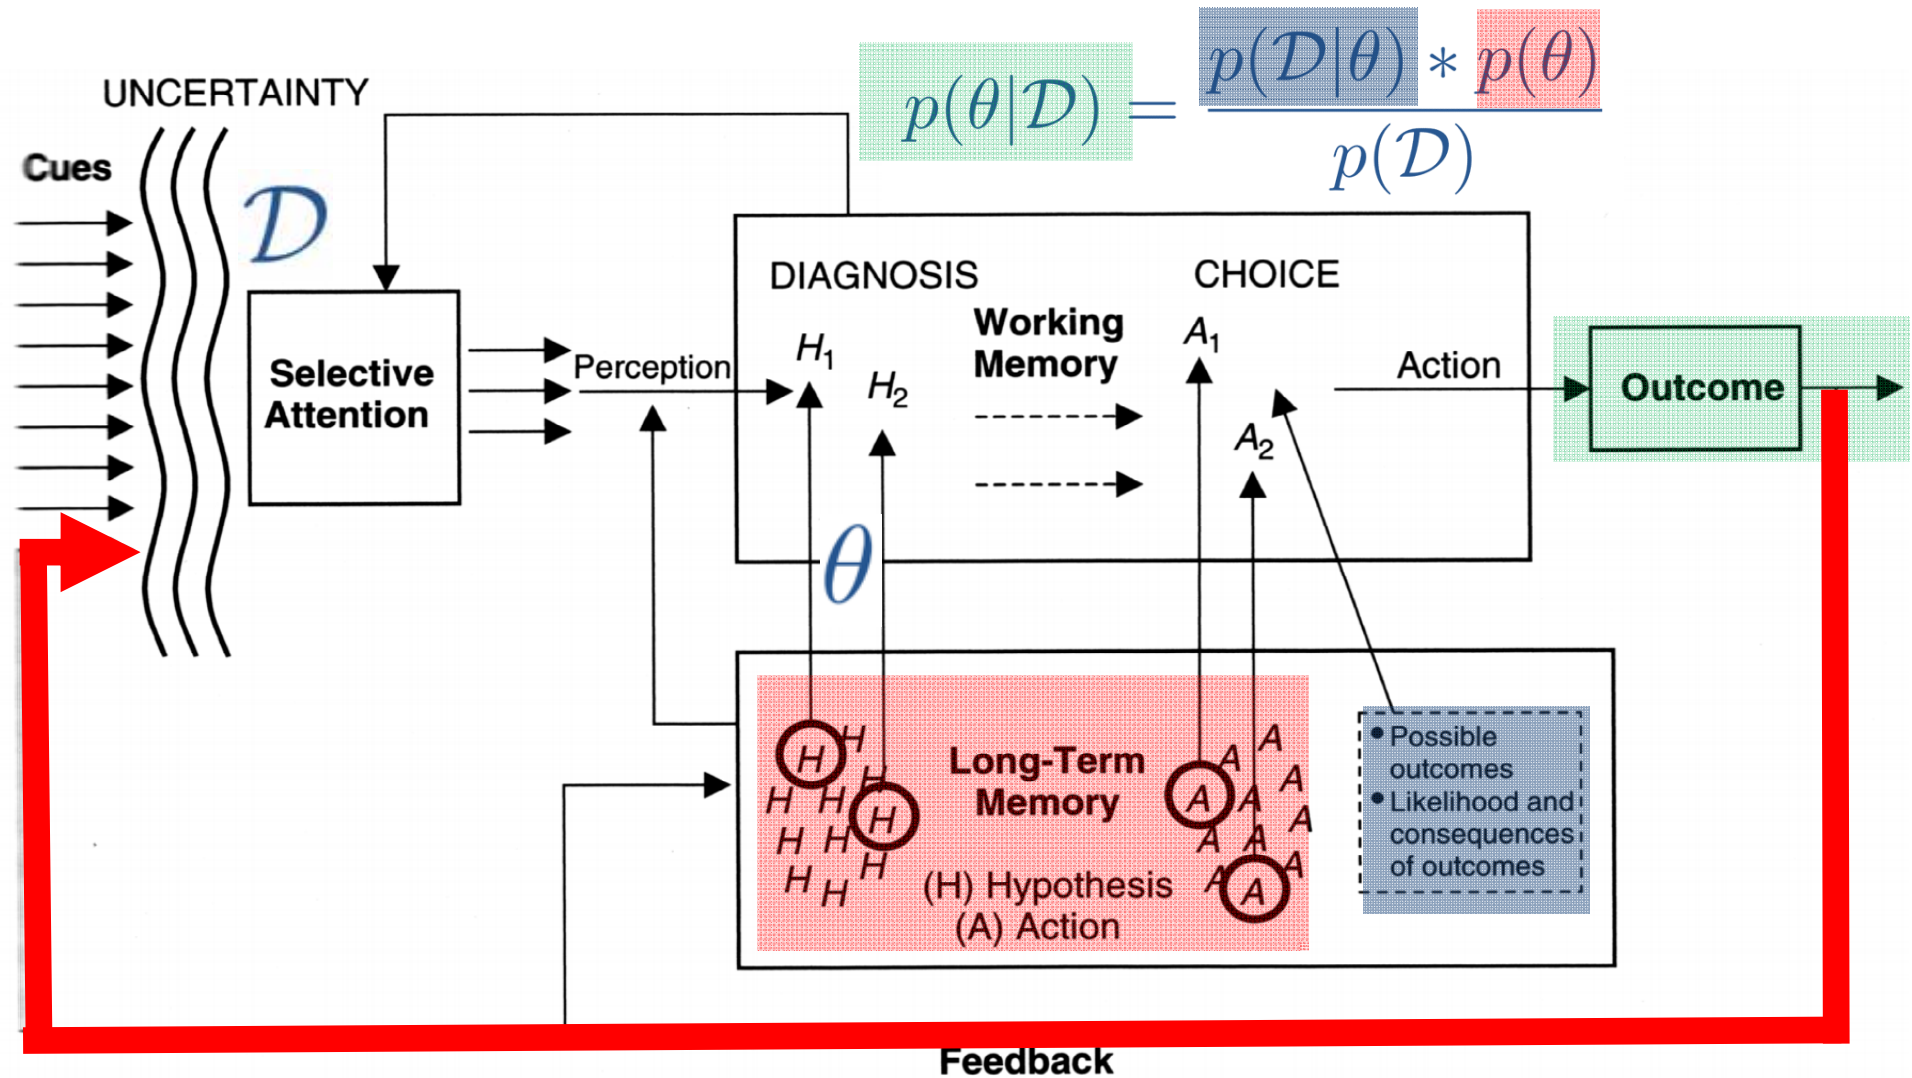 p(θ|𝒟) = p(𝒟|θ) * p(θ)
p(𝒟)
UNCERTAINTY
Cues
𝒟
Selective
Attention
Perception
DIAGNOSIS
H1
H2
Working
Memory
CHOICE
A1
A2
Action
Outcome
θ
H H H H H H H H H H H
Long-Term
Memory
(H) Hypothesis
(A) Action
A A A A A A A A A A A
• Possible
outcomes
• Likelihood and
consequences
of outcomes
Feedback